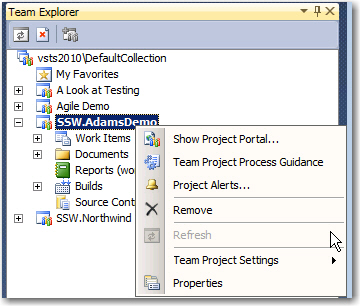 Team Explorer
vsts2010\DefaultCollection
My Favorites
A Look at Testing
Agile Demo
SSW.AdamsDemo
Work Items
Documents
Reports (wo
Builds
Source Cont
SSW.Northwind
Show Project Portal...
Team Project Process Guidance
Project Alerts...
Remove
Refresh
Team Project Settings
Properties